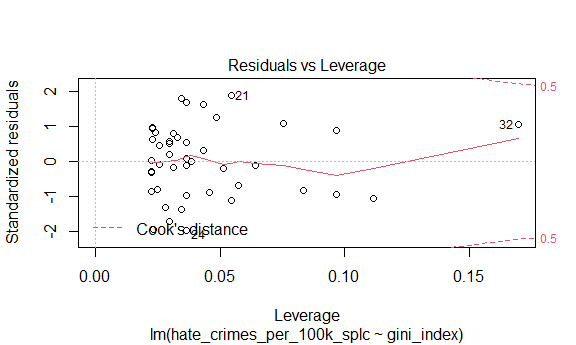 Residuals vs Leverage
Standardized residuals
2
1
0
-1
-2
0.5
0.5
21
32
24
Cook's distance
0.00
0.05
0.10
0.15
Leverage
lm(hate_crimes_per_100k_splc ~ gini_index)